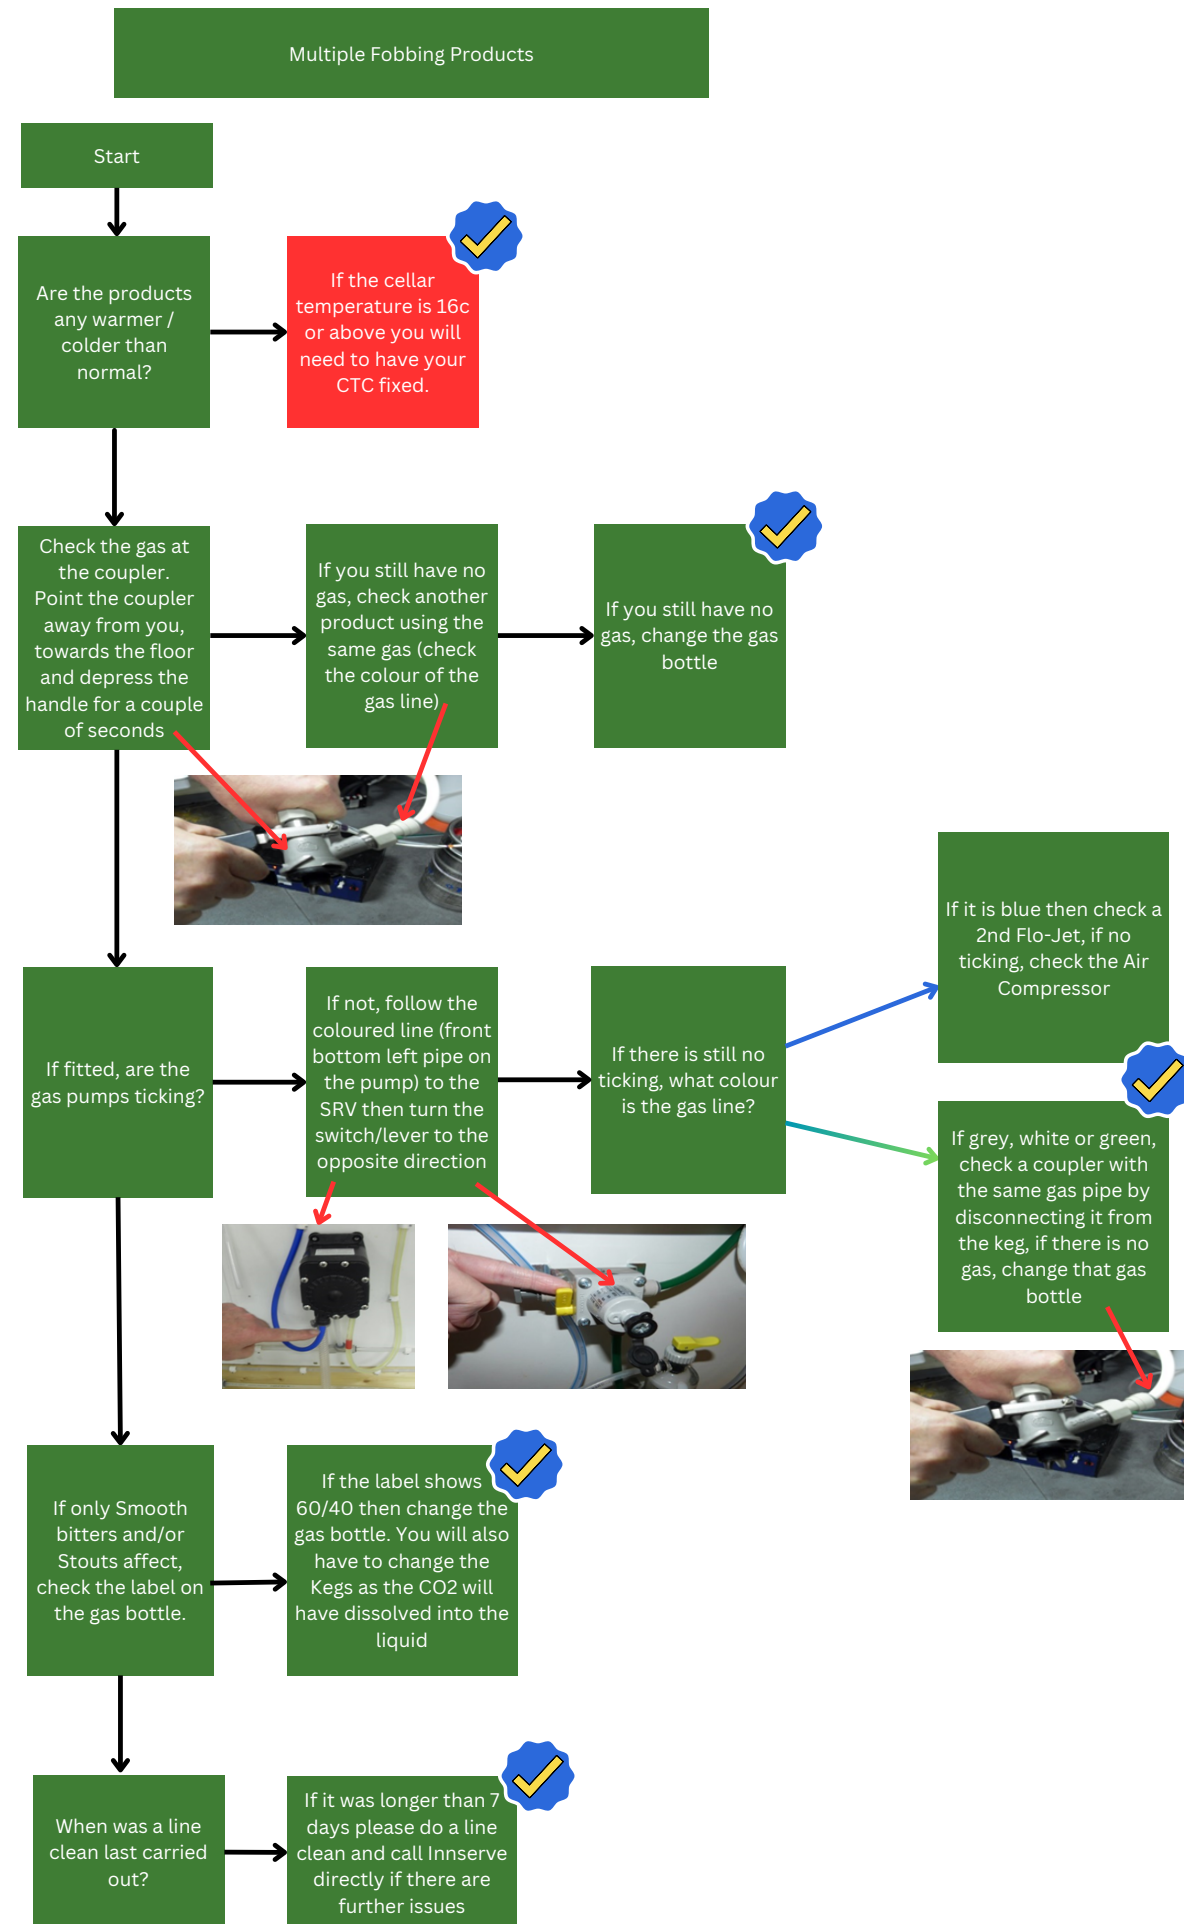 Multiple Fobbing Products
Start
Are the products
any warmer /
colder than
normal?
If the cellar
temperature is 16c
or above you will
need to have your
CTC fixed.
Check the gas at
the coupler.
Point the coupler
away from you,
towards the floor
and depress the
handle for a couple
of seconds
If you still have no
gas, check another
product using the
same gas (check
the colour of the
gas line)
If you still have no
gas, change the gas
bottle
If fitted, are the
gas pumps ticking?
If not, follow the
coloured line (front
bottom left pipe on
the pump) to the
SRV then turn the
switch/lever to the
opposite direction
If there is still no
ticking, what colour
is the gas line?
If it is blue then check a
2nd Flo-Jet, if no
ticking, check the Air
Compressor
If grey, white or green,
check a coupler with
the same gas pipe by
disconnecting it from
the keg, if there is no
gas, change that gas
bottle
If only Smooth
bitters and/or
Stouts affect,
check the label on
the gas bottle.
If the label shows
60/40 then change the
gas bottle. You will also
have to change the
Kegs as the CO2 will
have dissolved into the
liquid
When was a line
clean last carried
out?
If it was longer than 7
days please do a line
clean and call Innserve
directly if there are
further issues